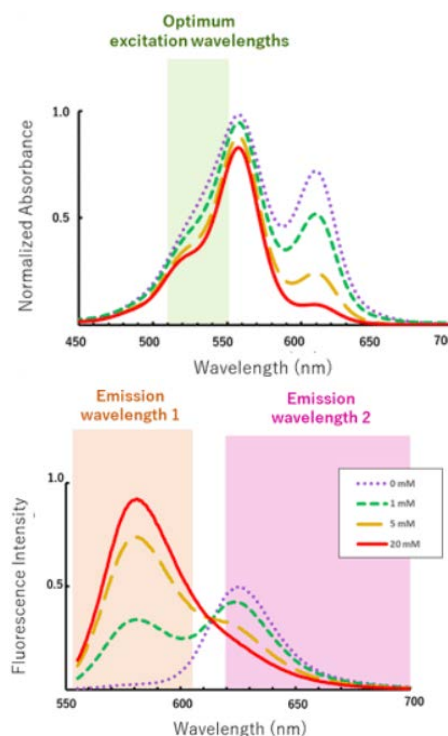 Optimum
excitation wavelengths
Normalized Absorbance
1.0
0.5
450
500
550
600
650
700
Wavelength (nm)
Emission
wavelength 1
Emission
wavelength 2
Fluorescence Intensity
1.0
0.5
0 mM
1 mM
5 mM
20 mM
550
600
650
700
Wavelength (nm)